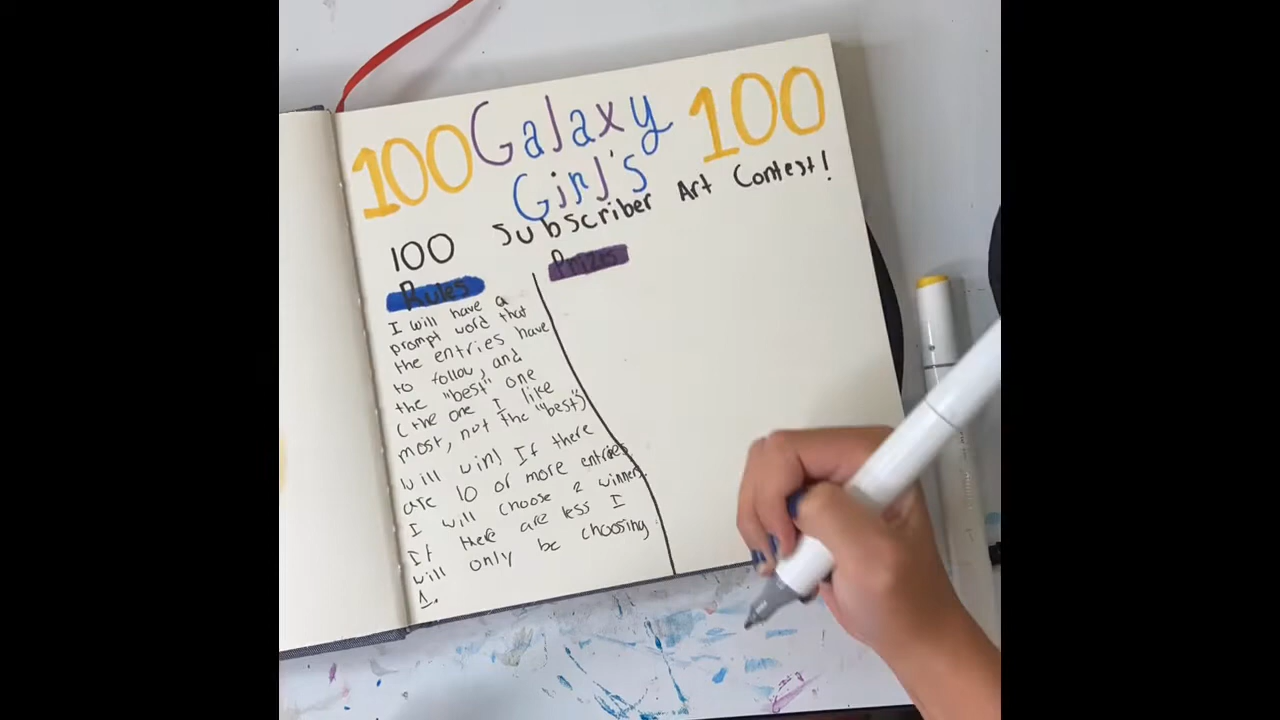 100 Galaxy 100
Girl's
100 Subscriber Art Contest!
Rules
I will have a
prompt word that
the entries have
to follow, and
the "best" one
(the one I like
most, not the "best")
will win! If there
are 10 or more entries
I will choose 2 winners.
If there are less I
will only be choosing
1.
Prizes